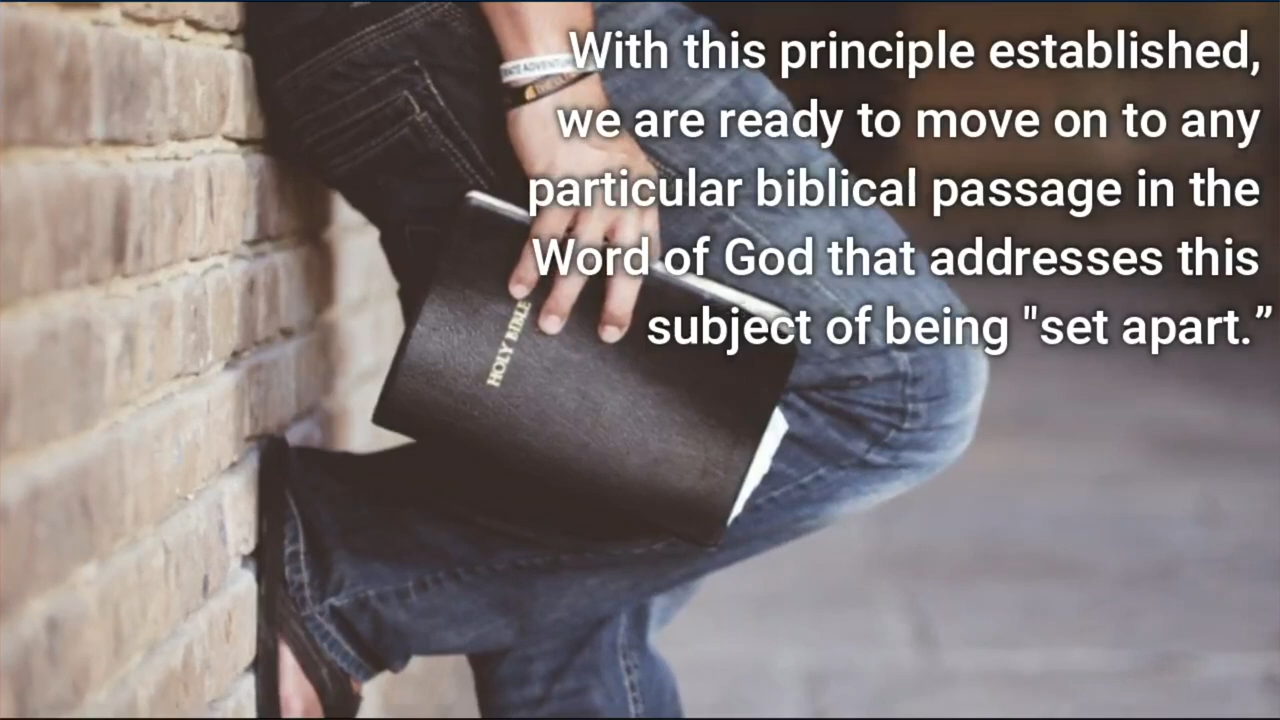 With this principle established,
we are ready to move on to any
particular biblical passage in the
Word of God that addresses this
subject of being "set apart.”
HOLY BIBLE